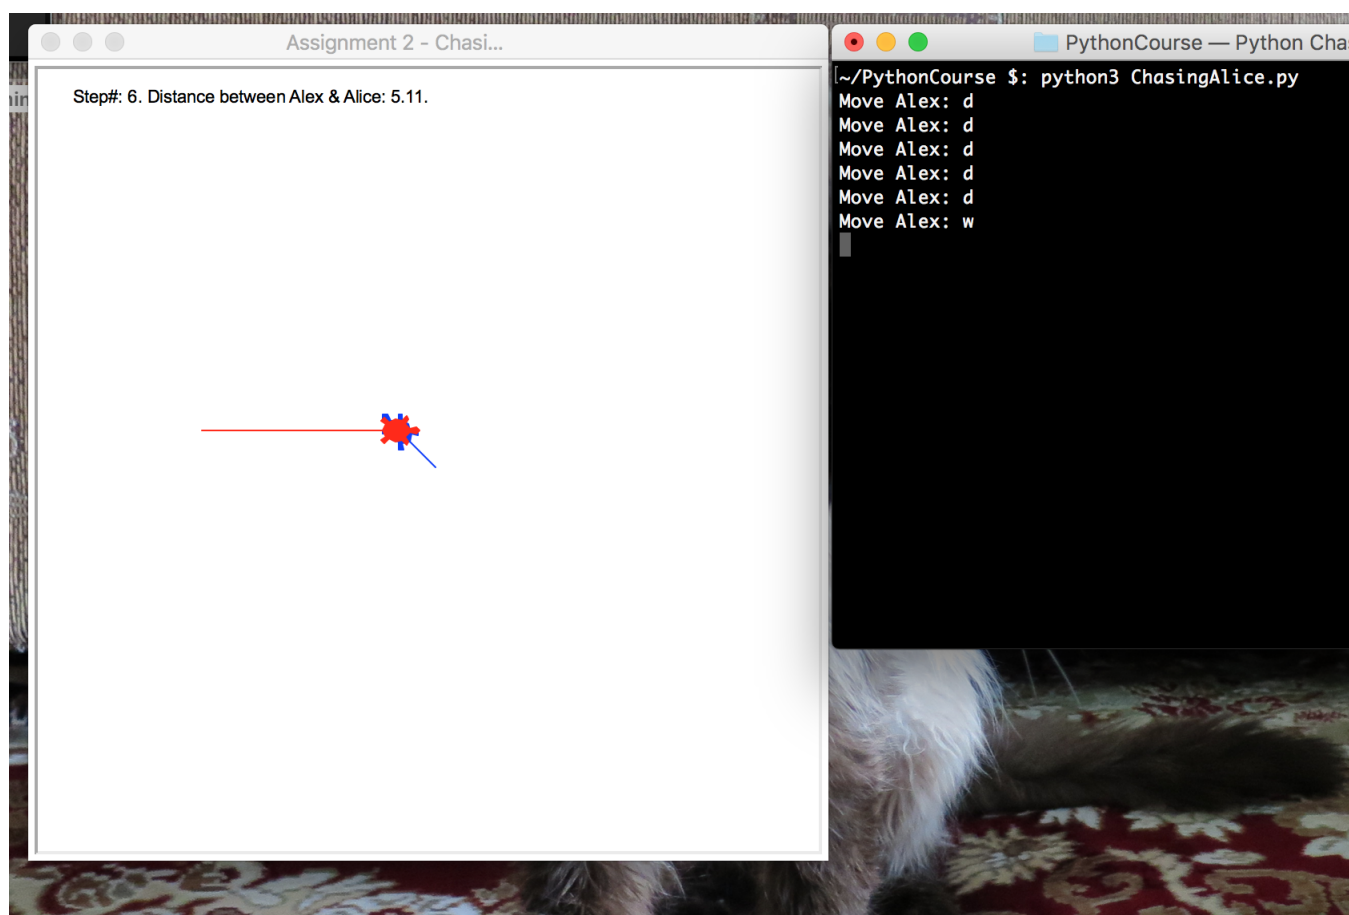 Assignment 2 - Chasi...
Step#: 6. Distance between Alex & Alice: 5.11.
PythonCourse — Python Cha
~/PythonCourse $: python3 ChasingAlice.py
Move Alex: d
Move Alex: d
Move Alex: d
Move Alex: d
Move Alex: d
Move Alex: w